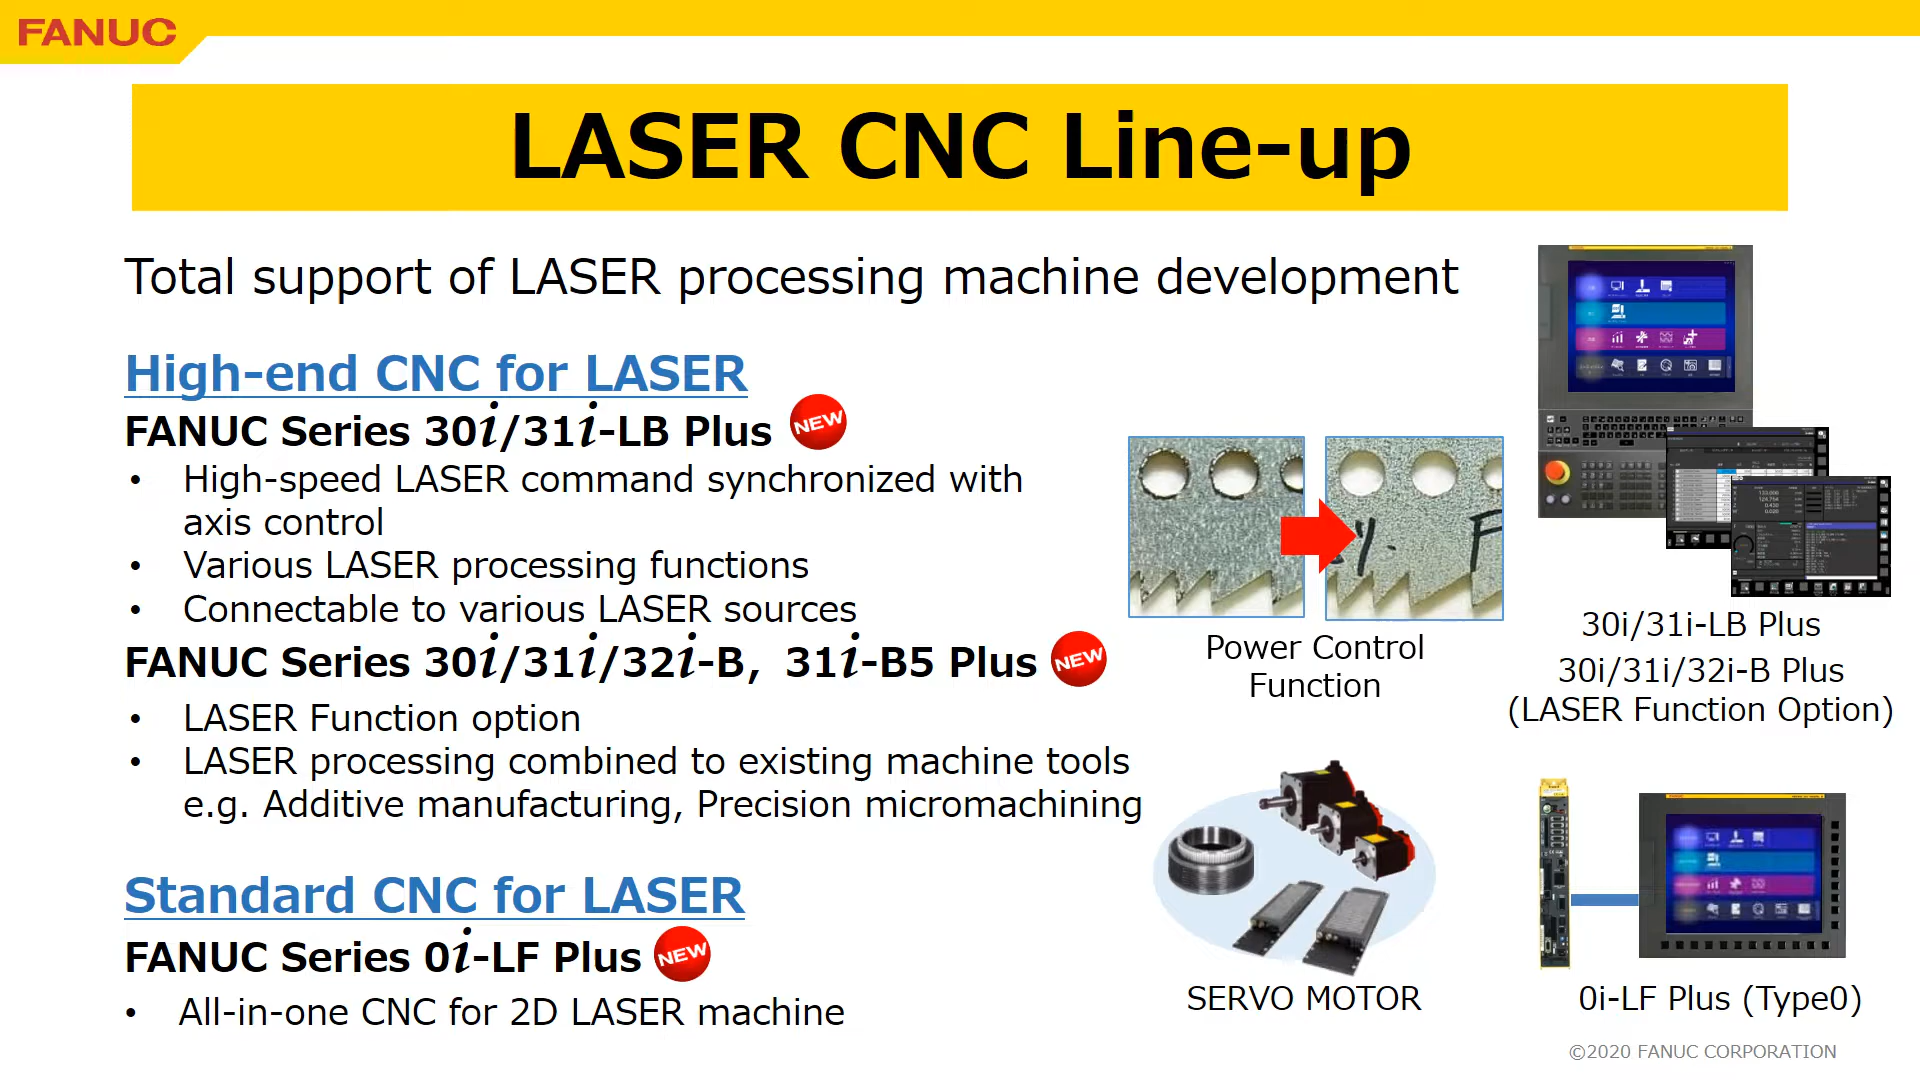 FANUC
LASER CNC Line-up
Total support of LASER processing machine development
High-end CNC for LASER
FANUC Series 30i/31i-LB Plus NEW
• High-speed LASER command synchronized with
axis control
• Various LASER processing functions
• Connectable to various LASER sources
FANUC Series 30i/31i/32i-B, 31i-B5 Plus NEW
• LASER Function option
• LASER processing combined to existing machine tools
e.g. Additive manufacturing, Precision micromachining
Standard CNC for LASER
FANUC Series 0i-LF Plus NEW
• All-in-one CNC for 2D LASER machine
Power Control
Function
SERVO MOTOR
30i/31i-LB Plus
30i/31i/32i-B Plus
(LASER Function Option)
0i-LF Plus (Type0)
©2020 FANUC CORPORATION